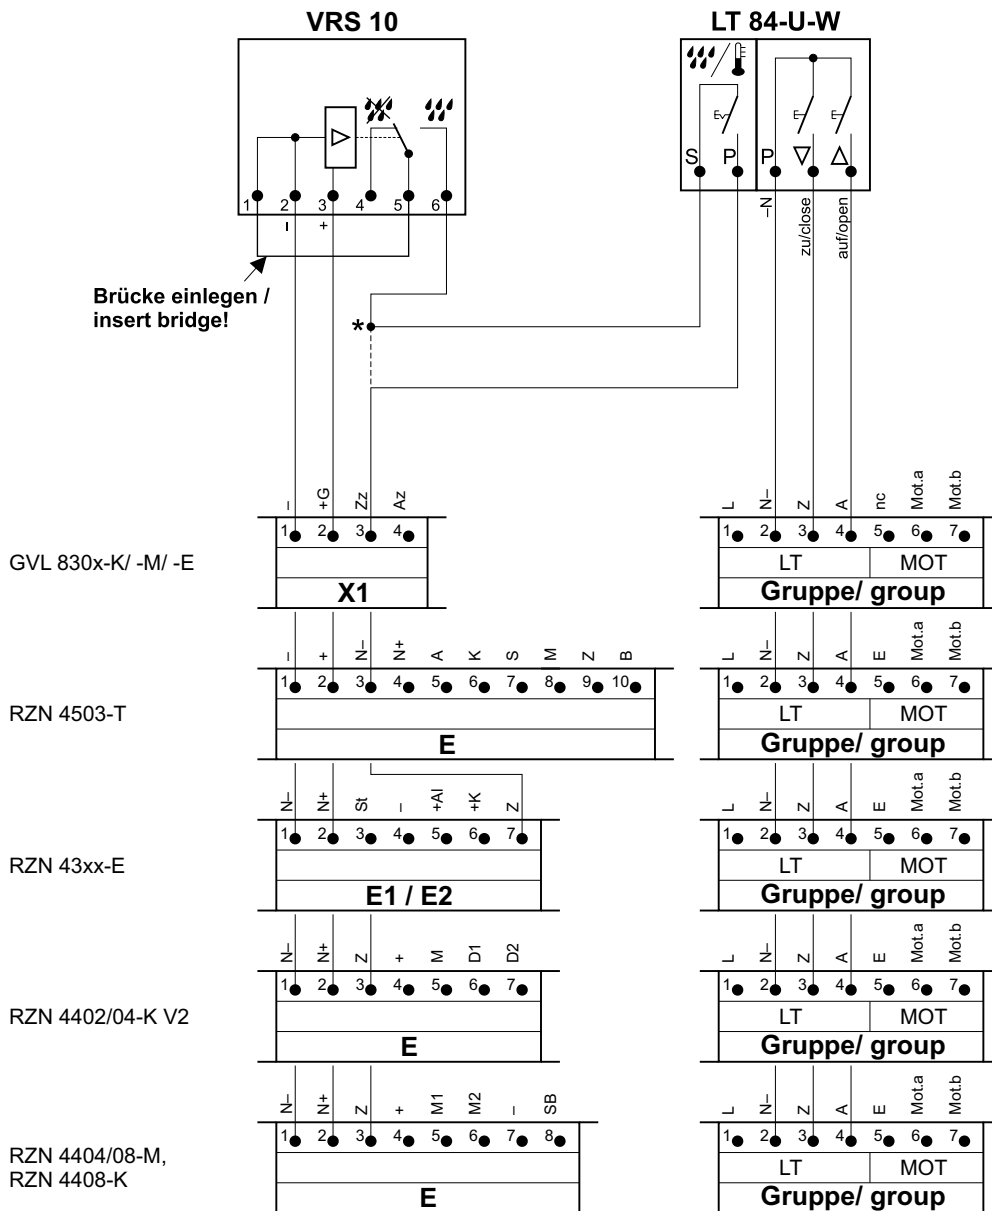 VRS 10
LT 84-U-W
S P P
1 2 3 4 5 6
– +
–N
zu/close
auf/open
Brücke einlegen /
insert bridge!
*
– +G Zz Az
L N– Z A nc Mot.a Mot.b
1 2 3 4
1 2 3 4 5 6 7
GVL 830x-K/ -M/ -E
LT MOT
X1
Gruppe/ group
– + N– N+ A K S M Z B
L N– Z A E Mot.a Mot.b
1 2 3 4 5 6 7 8 9 10
1 2 3 4 5 6 7
RZN 4503-T
LT MOT
E
Gruppe/ group
N– N+ St – +Al +K Z
L N– Z A E Mot.a Mot.b
1 2 3 4 5 6 7
1 2 3 4 5 6 7
RZN 43xx-E
LT MOT
E1 / E2
Gruppe/ group
N– N+ Z + M D1 D2
L N– Z A E Mot.a Mot.b
1 2 3 4 5 6 7
1 2 3 4 5 6 7
RZN 4402/04-K V2
LT MOT
E
Gruppe/ group
N– N+ Z + M1 M2 – SB
L N– Z A E Mot.a Mot.b
1 2 3 4 5 6 7 8
1 2 3 4 5 6 7
RZN 4404/08-M,
RZN 4408-K
LT MOT
E
Gruppe/ group